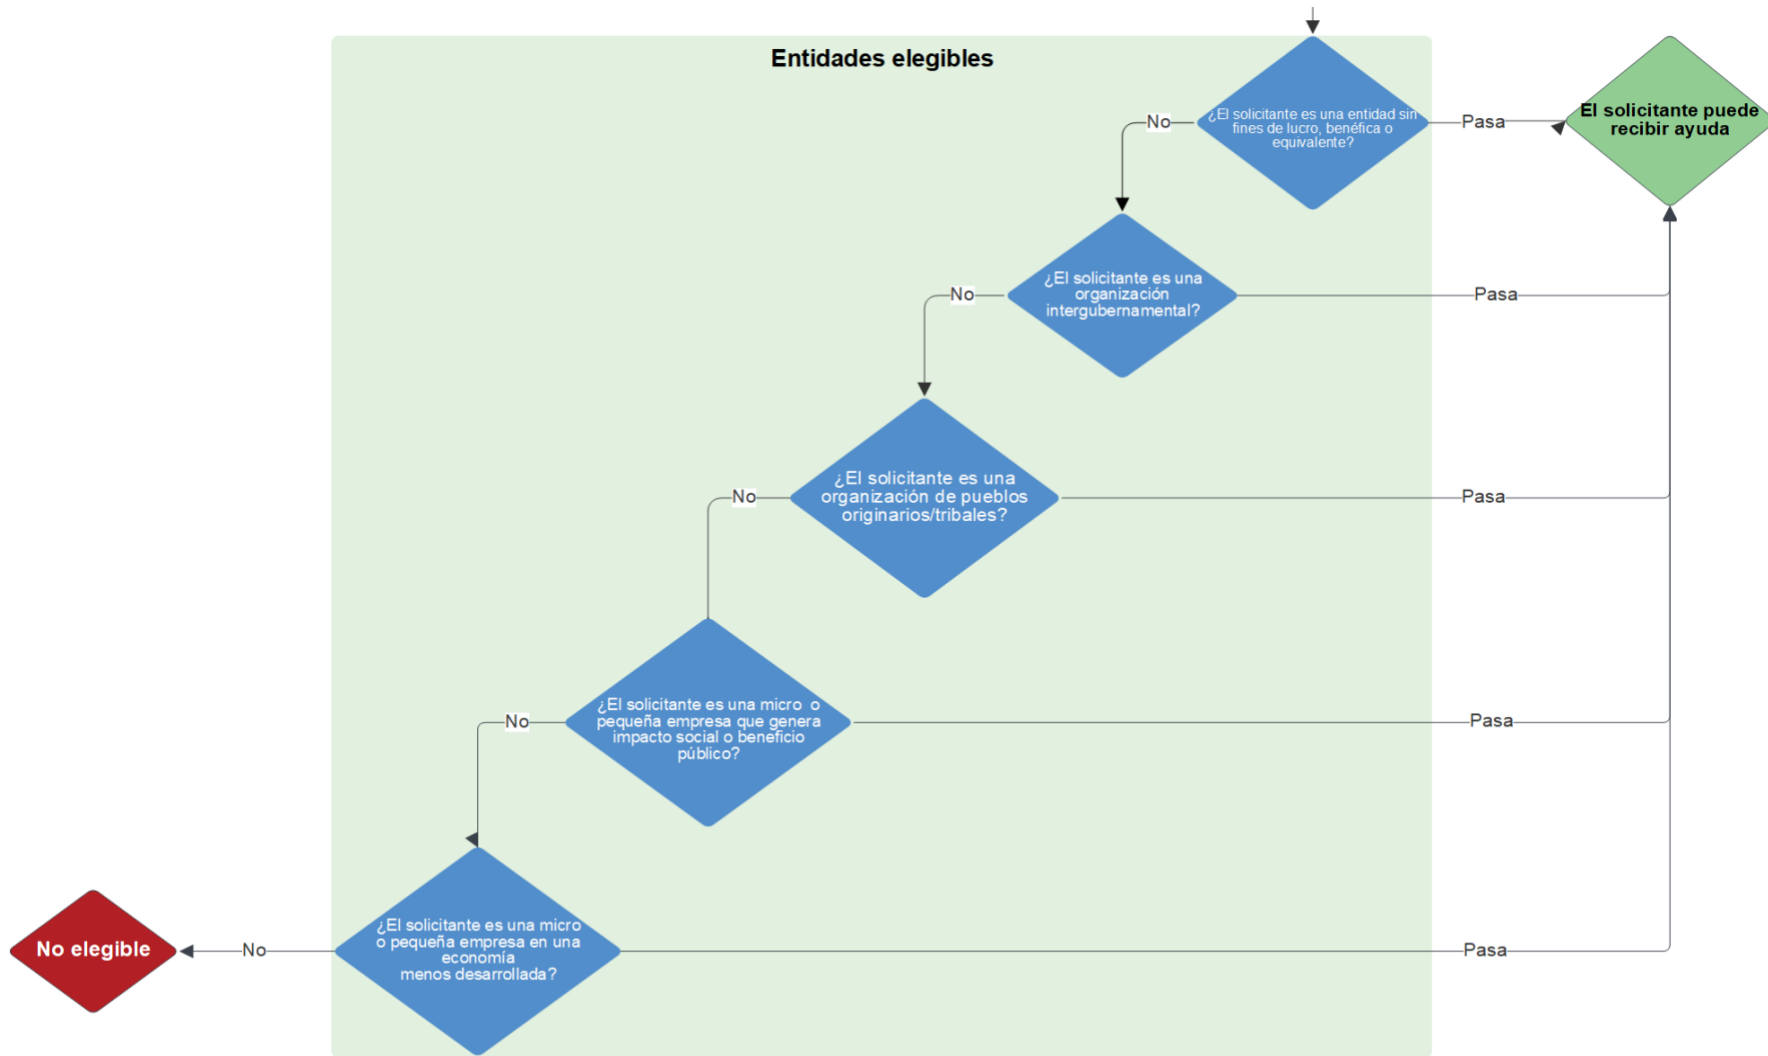 Entidades elegibles
¿El solicitante es una entidad sin
fines de lucro, benéfica o
equivalente?
No
Pasa
El solicitante puede
recibir ayuda
¿El solicitante es una
organización
intergubernamental?
No
Pasa
¿El solicitante es una
organización de pueblos
originarios/tribales?
No
Pasa
¿El solicitante es una micro o
pequeña empresa que genera
impacto social o beneficio
público?
No
Pasa
¿El solicitante es una micro
o pequeña empresa en una
economía
menos desarrollada?
No
Pasa
No elegible